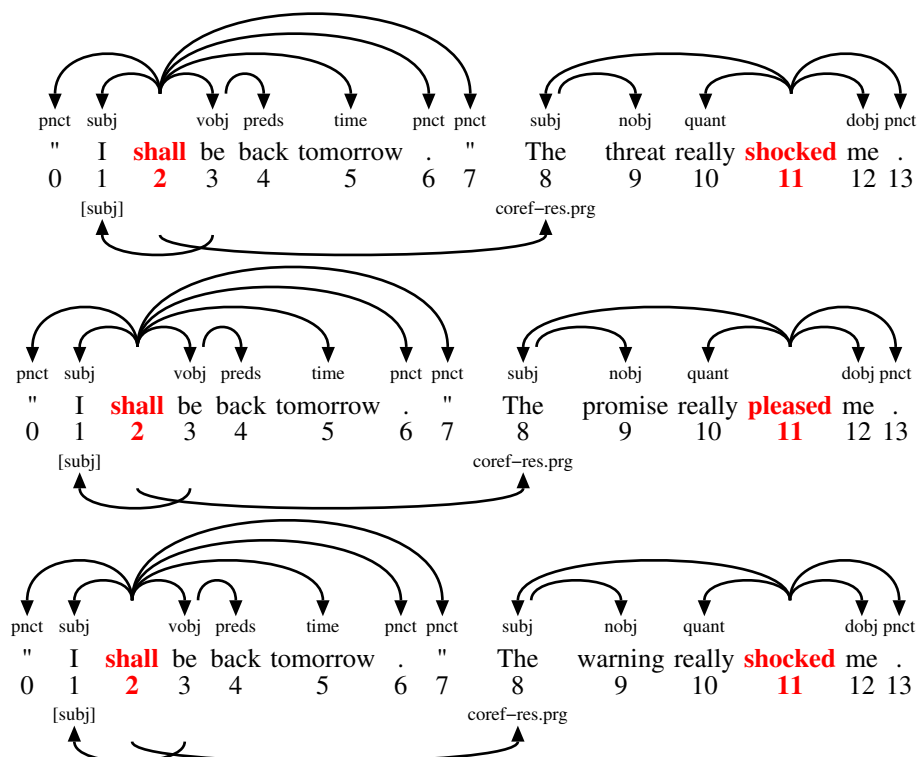 pnct subj vobj preds time pnct pnct subj nobj quant dobj pnct
" I shall be back tomorrow . " The threat really shocked me .
0 1 2 3 4 5 6 7 8 9 10 11 12 13
[subj] coref−res.prg
pnct subj vobj preds time pnct pnct subj nobj quant dobj pnct
" I shall be back tomorrow . " The promise really pleased me .
0 1 2 3 4 5 6 7 8 9 10 11 12 13
[subj] coref−res.prg
pnct subj vobj preds time pnct pnct subj nobj quant dobj pnct
" I shall be back tomorrow . " The warning really shocked me .
0 1 2 3 4 5 6 7 8 9 10 11 12 13
[subj] coref−res.prg